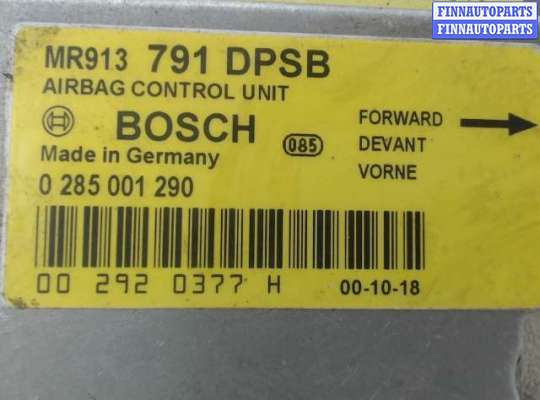 FINNAUTOPARTS
FINNAUTOPARTS
MR913 791 DPSB
AIRBAG CONTROL UNIT
BOSCH
085
Made in Germany
0 285 001 290
FORWARD
DEVANT
VORNE
00 292 0377 H
00-10-18